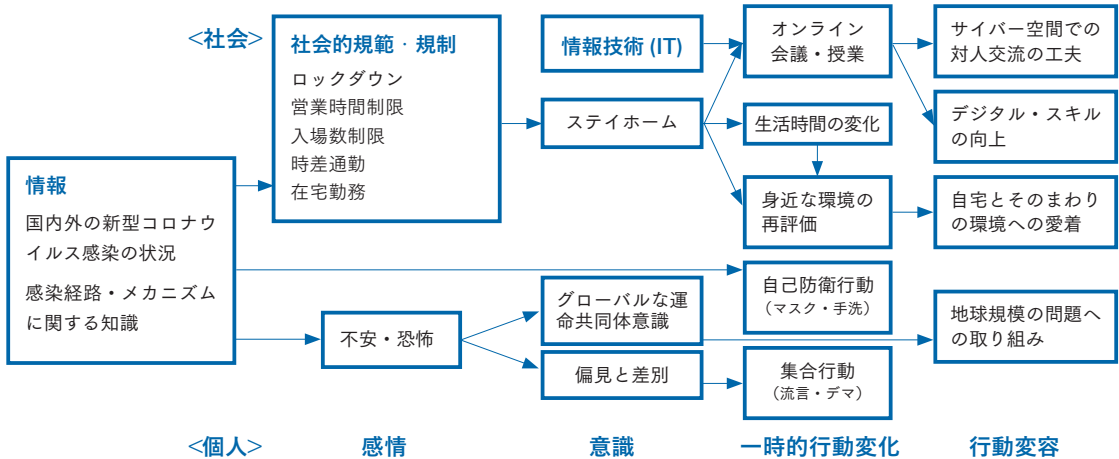 <社会>
社会的規範・規制
ロックダウン
営業時間制限
入場数制限
時差通勤
在宅勤務
情報
国内外の新型コロナウ
イルス感染の状況
感染経路・メカニズム
に関する知識
情報技術 (IT)
ステイホーム
オンライン
会議・授業
生活時間の変化
身近な環境の
再評価
サイバー空間での
対人交流の工夫
デジタル・スキル
の向上
自宅とそのまわり
の環境への愛着
不安・恐怖
グローバルな運
命共同体意識
偏見と差別
自己防衛行動
（マスク・手洗）
集合行動
（流言・デマ）
地球規模の問題へ
の取り組み
<個人>
感情
意識
一時的行動変化
行動変容